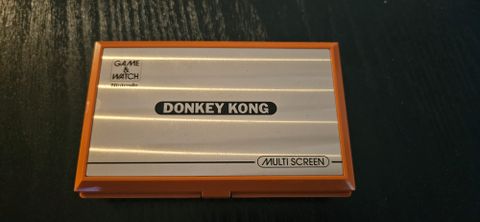 GAME
&
WATCH
Nintendo
DONKEY KONG
MULTI SCREEN